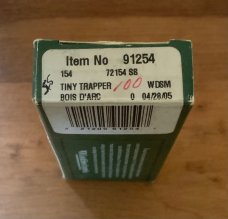 Item No 91254
154 72154 SS
TINY TRAPPER 100 WDSM
BOIS D'ARC 0 04/28/05